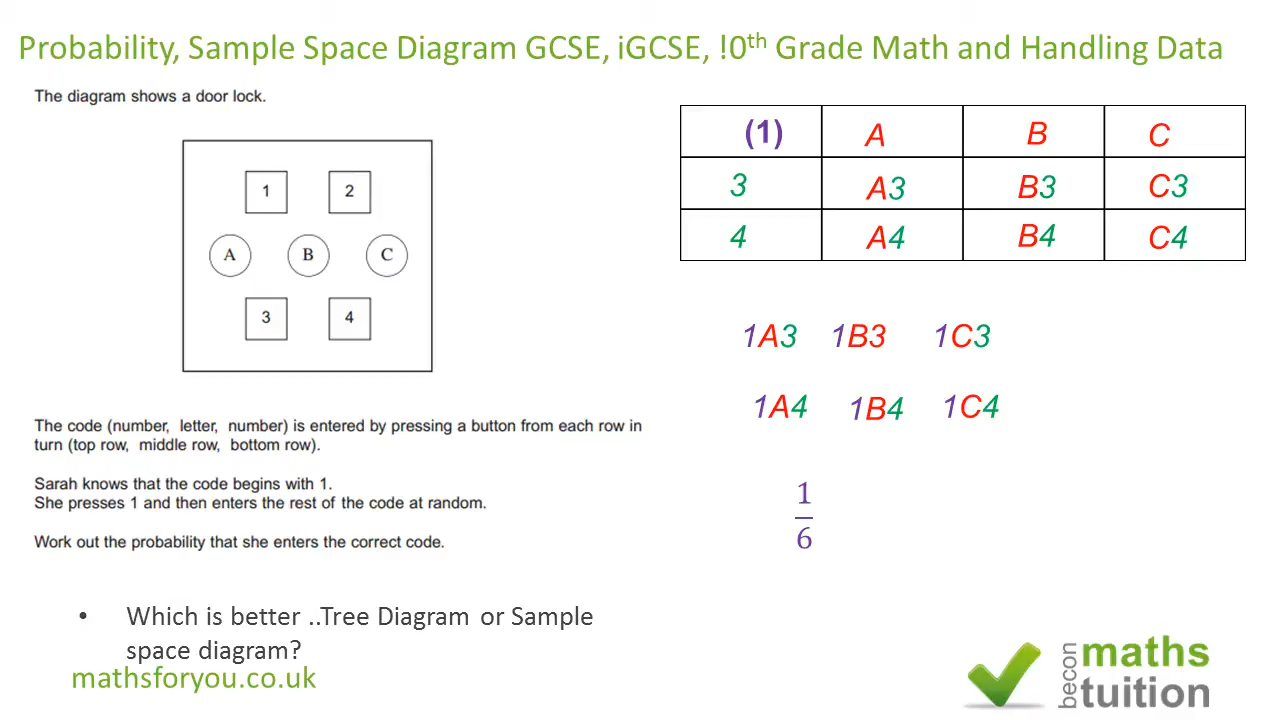 Probability, Sample Space Diagram GCSE, iGCSE, !0th Grade Math and Handling Data
The diagram shows a door lock.
1 2
A B C
3 4
The code (number, letter, number) is entered by pressing a button from each row in
turn (top row, middle row, bottom row).
Sarah knows that the code begins with 1.
She presses 1 and then enters the rest of the code at random.
Work out the probability that she enters the correct code.
• Which is better ..Tree Diagram or Sample
space diagram?
mathsforyou.co.uk
(1) A B C
3 A3 B3 C3
4 A4 B4 C4
1A3 1B3 1C3
1A4 1B4 1C4
1
6
becon
maths
tuition